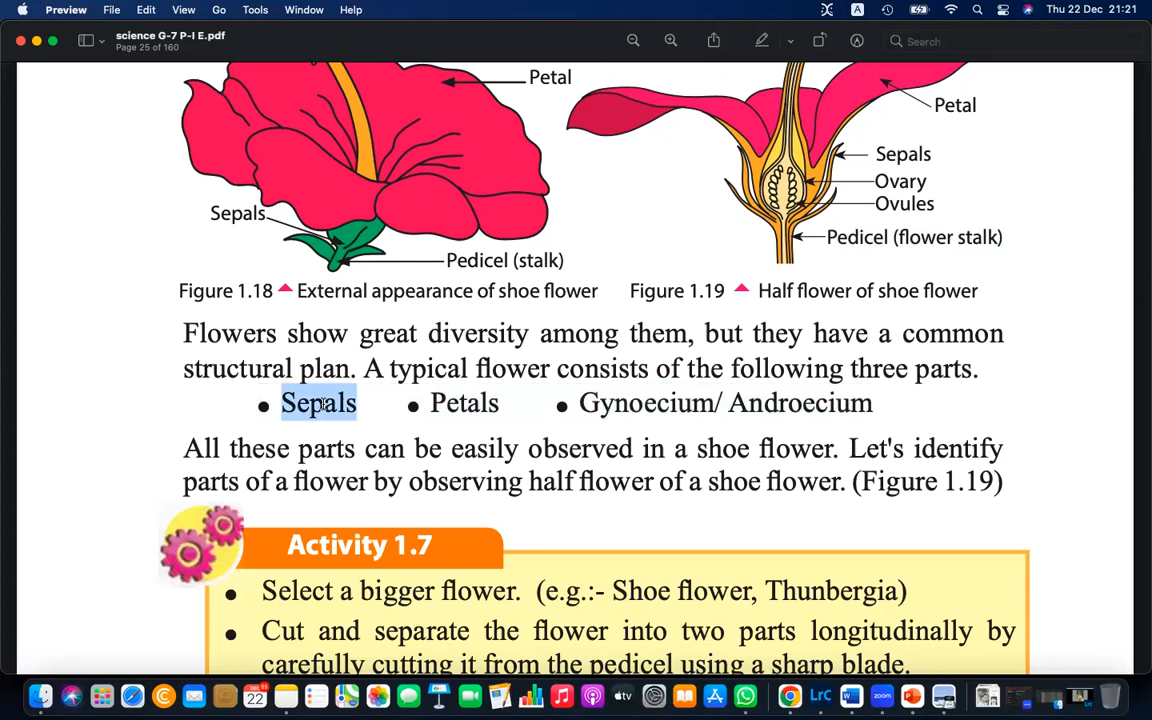 Preview File Edit View Go Tools Window Help A Thu 22 Dec 21:21
science G-7 P-I E.pdf
Page 25 of 160
Search
Petal
Petal
Sepals
Ovary
Ovules
Pedicel (flower stalk)
Sepals
Pedicel (stalk)
Figure 1.18 External appearance of shoe flower Figure 1.19 Half flower of shoe flower
Flowers show great diversity among them, but they have a common
structural plan. A typical flower consists of the following three parts.
• Sepals • Petals • Gynoecium/ Androecium
All these parts can be easily observed in a shoe flower. Let's identify
parts of a flower by observing half flower of a shoe flower. (Figure 1.19)
Activity 1.7
• Select a bigger flower. (e.g.:- Shoe flower, Thunbergia)
• Cut and separate the flower into two parts longitudinally by
carefully cutting it from the pedicel using a sharp blade.
DEC 22 tv LrC W zoom P LrC